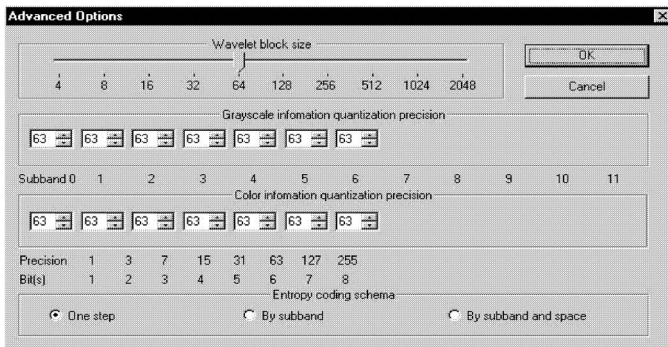 Advanced Options
Wavelet block size
4 8 16 32 64 128 256 512 1024 2048
OK
Cancel
Grayscale infomation quantization precision
63 63 63 63 63 63 63
Subband 0 1 2 3 4 5 6 7 8 9 10 11
Color infomation quantization precision
63 63 63 63 63 63 63
Precision 1 3 7 15 31 63 127 255
Bit(s) 1 2 3 4 5 6 7 8
Entropy coding schema
One step By subband By subband and space